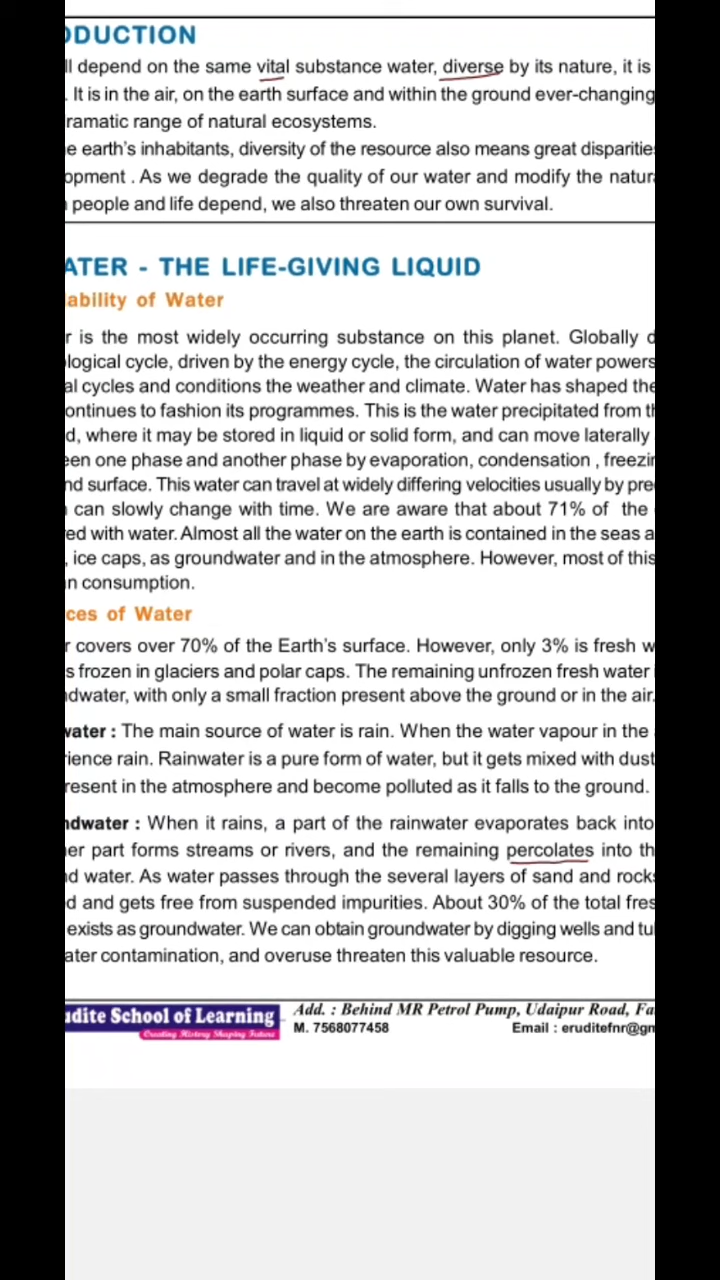 ODUCTION
ll depend on the same vital substance water, diverse by its nature, it is
. It is in the air, on the earth surface and within the ground ever-changing
ramatic range of natural ecosystems.
e earth's inhabitants, diversity of the resource also means great disparitie
opment . As we degrade the quality of our water and modify the natur
people and life depend, we also threaten our own survival.
ATER - THE LIFE-GIVING LIQUID
ability of Water
r is the most widely occurring substance on this planet. Globally d
logical cycle, driven by the energy cycle, the circulation of water powers
al cycles and conditions the weather and climate. Water has shaped the
ontinues to fashion its programmes. This is the water precipitated from th
d, where it may be stored in liquid or solid form, and can move laterally
een one phase and another phase by evaporation, condensation , freezin
nd surface. This water can travel at widely differing velocities usually by pre
can slowly change with time. We are aware that about 71% of the
ed with water. Almost all the water on the earth is contained in the seas a
, ice caps, as groundwater and in the atmosphere. However, most of this
an consumption.
ces of Water
r covers over 70% of the Earth's surface. However, only 3% is fresh w
s frozen in glaciers and polar caps. The remaining unfrozen fresh water
ndwater, with only a small fraction present above the ground or in the air.
water : The main source of water is rain. When the water vapour in the
rience rain. Rainwater is a pure form of water, but it gets mixed with dust
resent in the atmosphere and become polluted as it falls to the ground.
ndwater : When it rains, a part of the rainwater evaporates back into
er part forms streams or rivers, and the remaining percolates into th
nd water. As water passes through the several layers of sand and rocks
d and gets free from suspended impurities. About 30% of the total fres
exists as groundwater. We can obtain groundwater by digging wells and tu
ater contamination, and overuse threaten this valuable resource.
udite School of Learning
Creating History Shaping Future
Add. : Behind MR Petrol Pump, Udaipur Road, Fa
M. 7568077458 Email : eruditefnr@gm